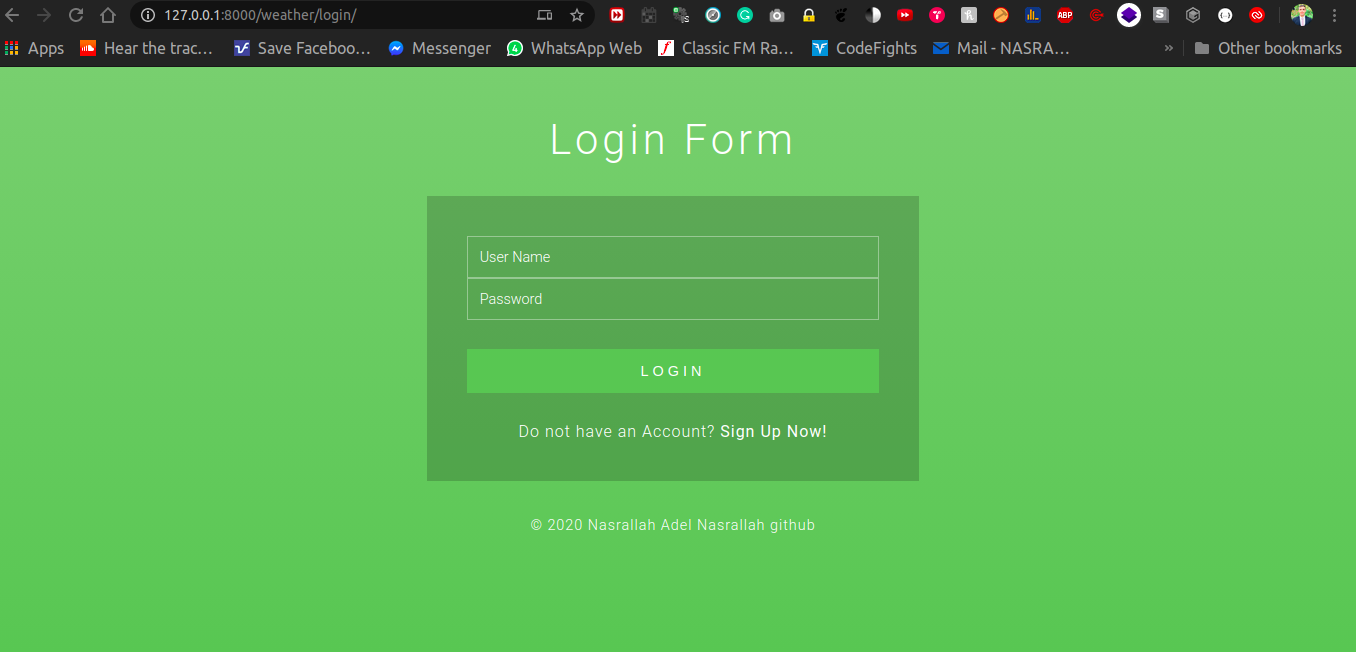 127.0.0.1:8000/weather/login/
Apps Hear the trac... Save Faceboo... Messenger WhatsApp Web Classic FM Ra... CodeFights Mail - NASRA... » Other bookmarks
Login Form
User Name
Password
LOGIN
Do not have an Account? Sign Up Now!
© 2020 Nasrallah Adel Nasrallah github